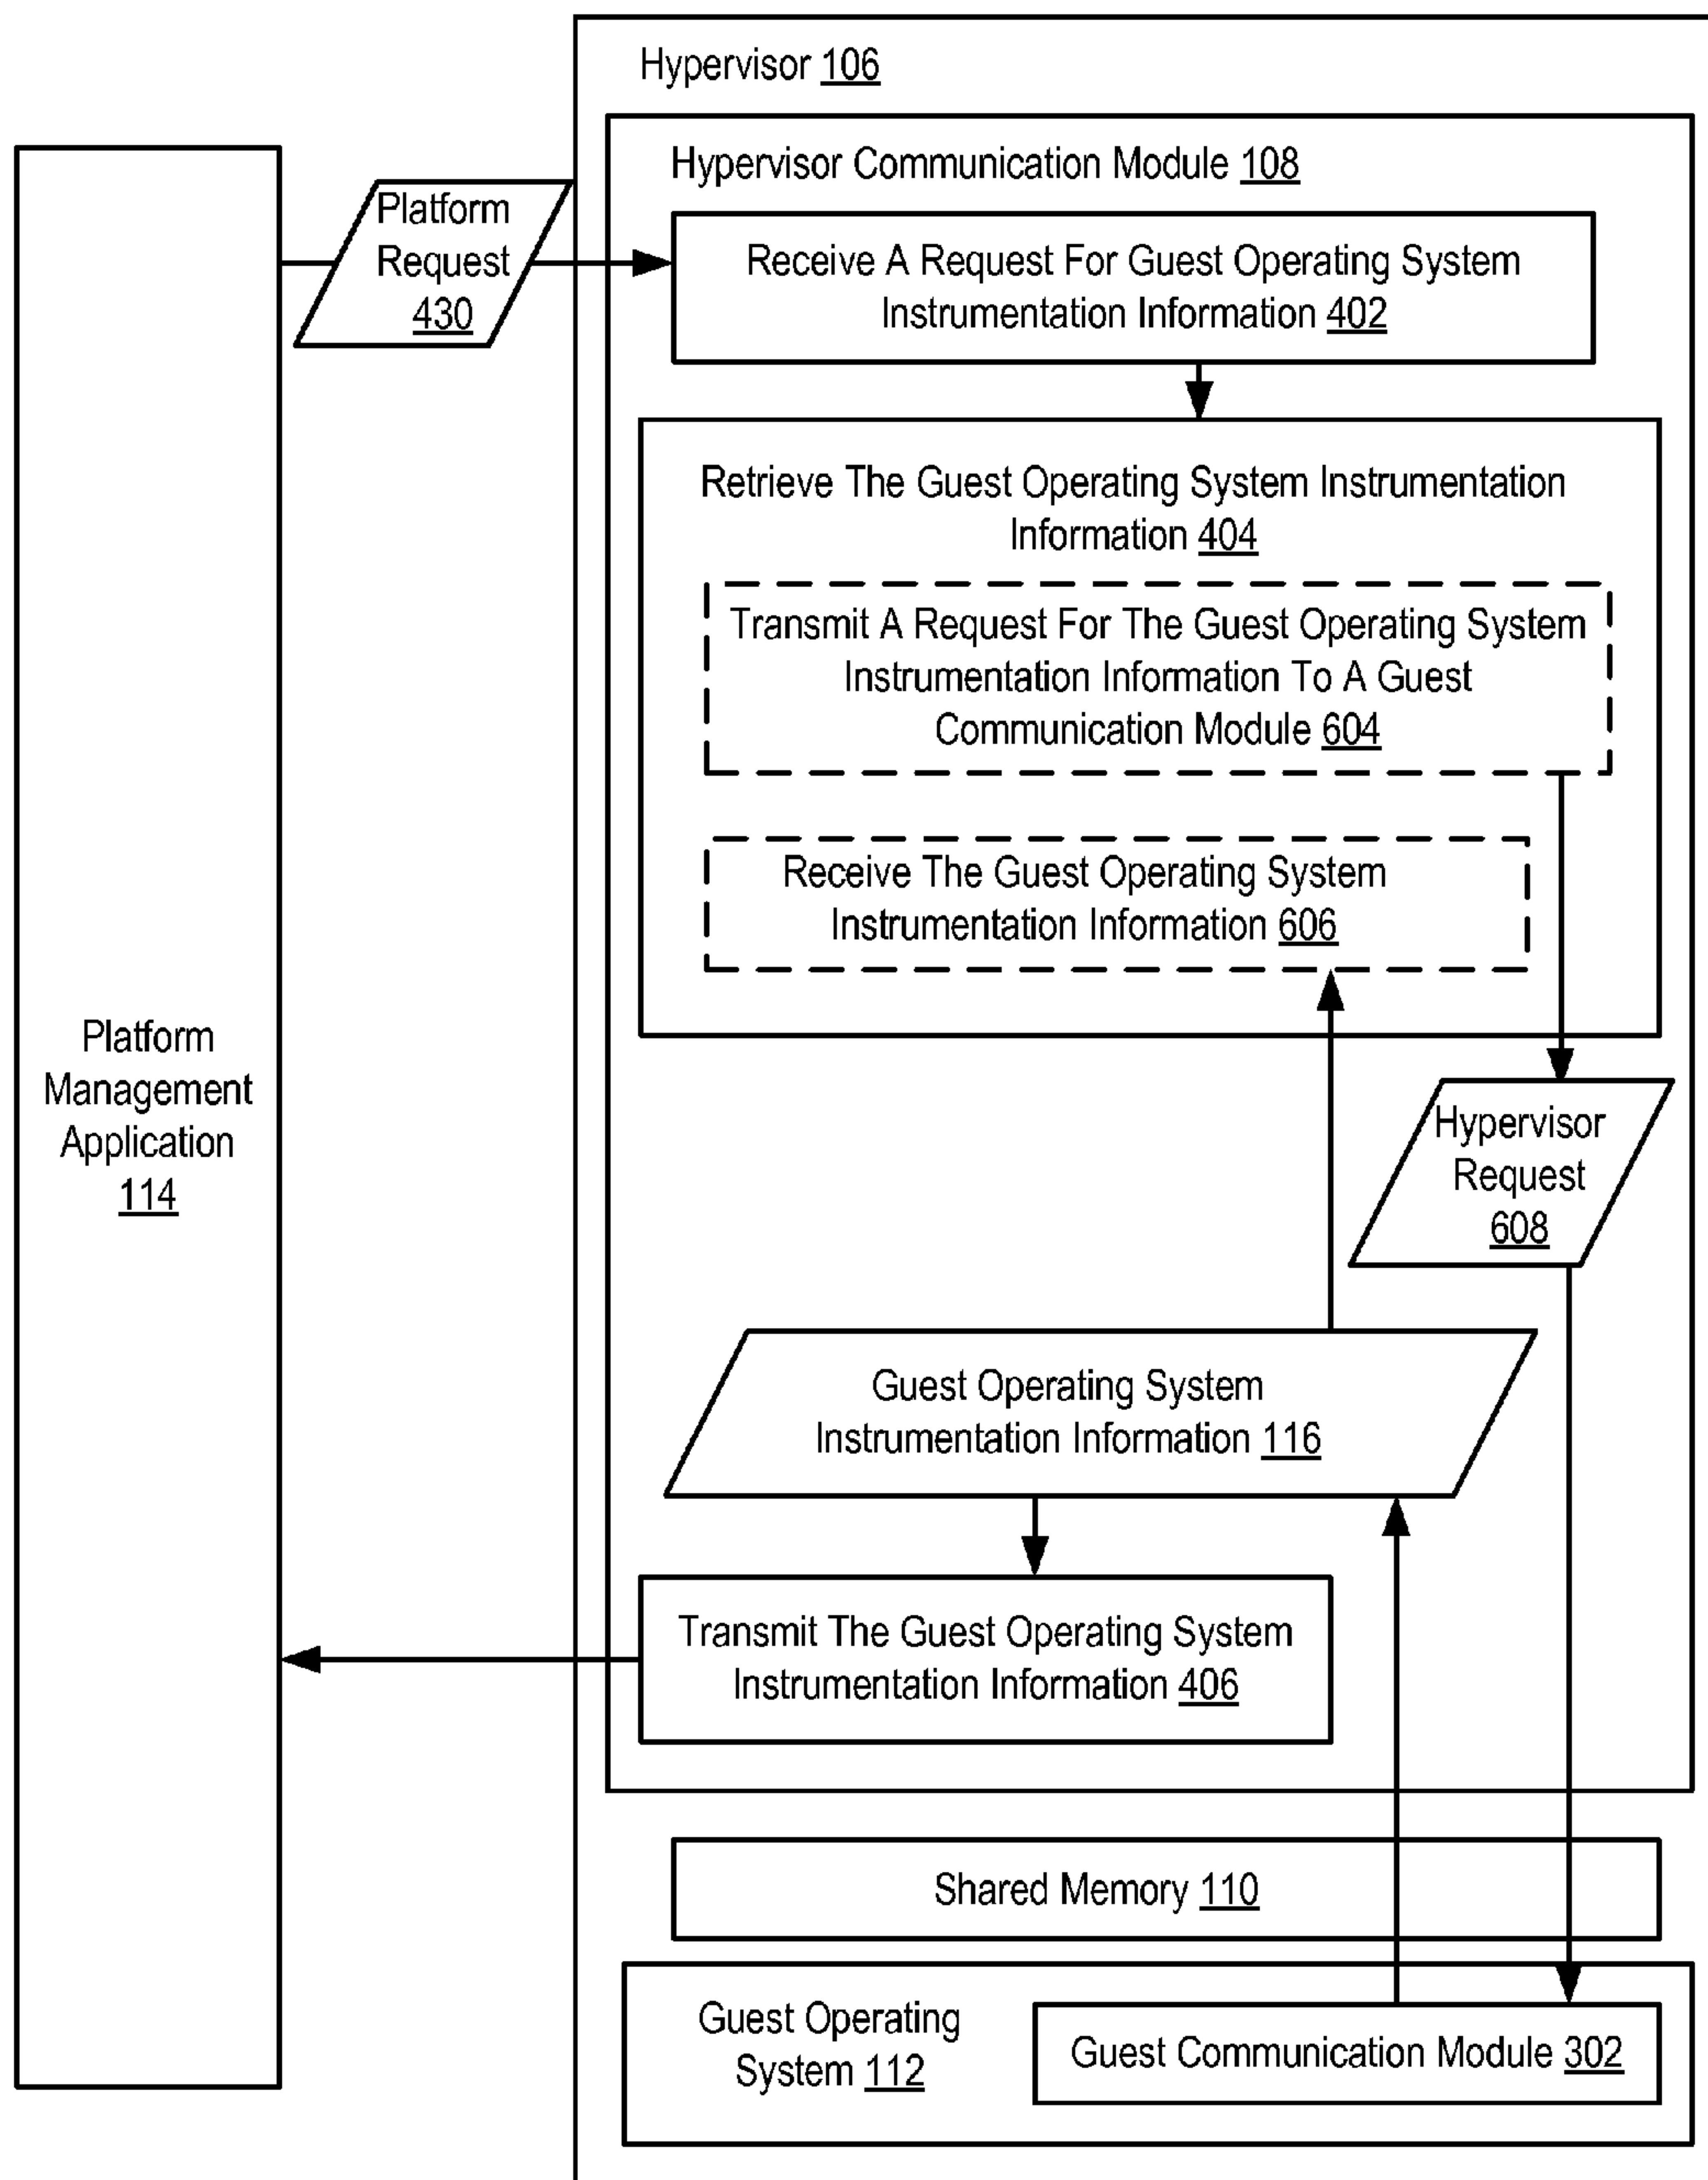 Hypervisor 106
Hypervisor Communication Module 108
Platform
Request
430
Receive A Request For Guest Operating System
Instrumentation Information 402
Retrieve The Guest Operating System Instrumentation
Information 404
Transmit A Request For The Guest Operating System
Instrumentation Information To A Guest
Communication Module 604
Receive The Guest Operating System
Instrumentation Information 606
Platform
Management
Application
114
Hypervisor
Request
608
Guest Operating System
Instrumentation Information 116
Transmit The Guest Operating System
Instrumentation Information 406
Shared Memory 110
Guest Operating
System 112
Guest Communication Module 302